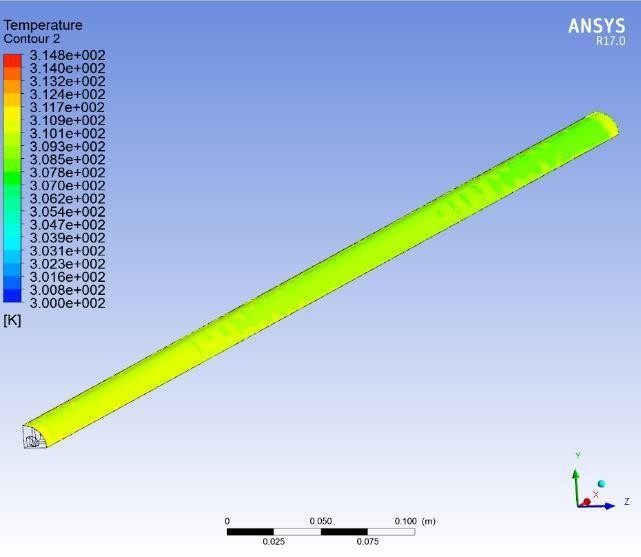 Temperature
Contour 2
3.148e+002
3.140e+002
3.132e+002
3.124e+002
3.117e+002
3.109e+002
3.101e+002
3.093e+002
3.085e+002
3.078e+002
3.070e+002
3.062e+002
3.054e+002
3.047e+002
3.039e+002
3.031e+002
3.023e+002
3.016e+002
3.008e+002
3.000e+002
[K]
ANSYS
R17.0
Y
X
Z
0 0.050 0.100 (m)
0.025 0.075